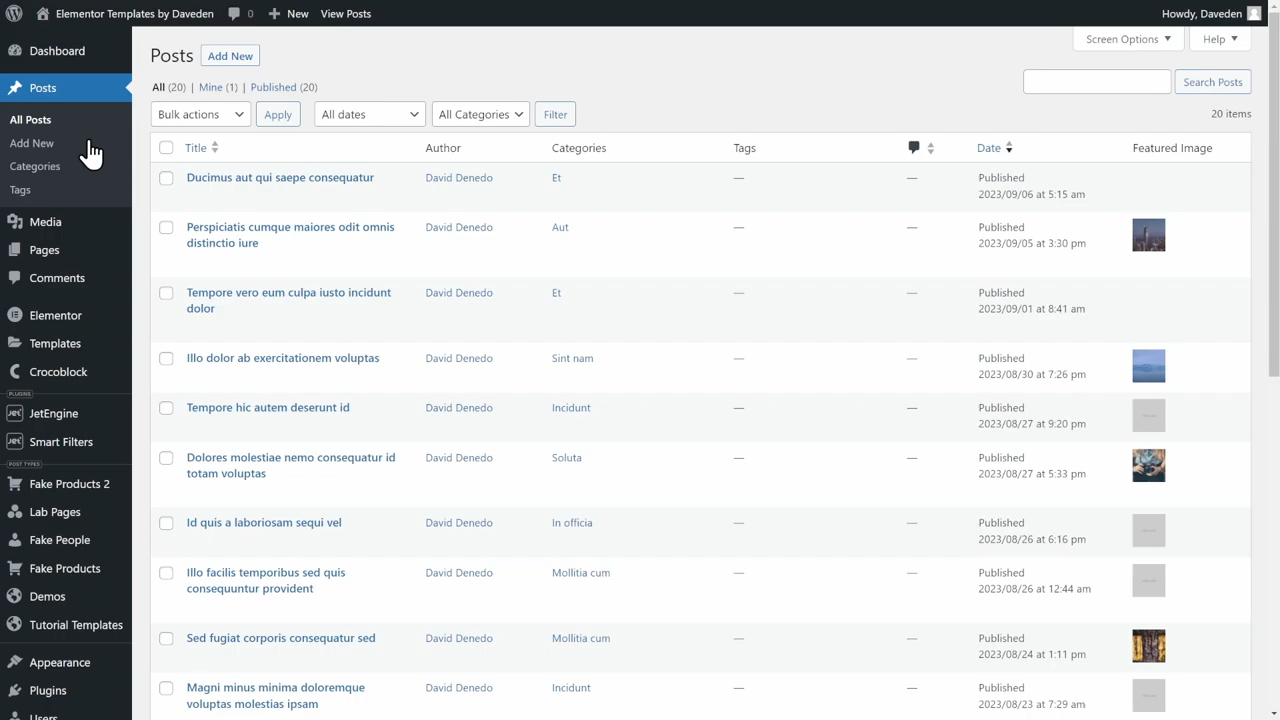 Elementor Templates by Daveden 0 New View Posts Howdy, Daveden
Dashboard
Posts
All Posts
Add New
Categories
Tags
Media
Pages
Comments
Elementor
Templates
Crocoblock
PLUGINS
JetEngine
Smart Filters
POST TYPES
Fake Products 2
Lab Pages
Fake People
Fake Products
Demos
Tutorial Templates
Appearance
Plugins
Users
Screen Options Help
Posts Add New
All (20) | Mine (1) | Published (20)
Search Posts
Bulk actions Apply All dates All Categories Filter 20 items
Title Author Categories Tags Date Featured Image
Ducimus aut qui saepe consequatur David Denedo Et — — Published
2023/09/06 at 5:15 am
Perspiciatis cumque maiores odit omnis David Denedo Aut — — Published
distinctio iure 2023/09/05 at 3:30 pm
Tempore vero eum culpa iusto incidunt David Denedo Et — — Published
dolor 2023/09/01 at 8:41 am
Illo dolor ab exercitationem voluptas David Denedo Sint nam — — Published
2023/08/30 at 7:26 pm
Tempore hic autem deserunt id David Denedo Incidunt — — Published
2023/08/27 at 9:20 pm
Dolores molestiae nemo consequatur id David Denedo Soluta — — Published
totam voluptas 2023/08/27 at 5:33 pm
Id quis a laboriosam sequi vel David Denedo In officia — — Published
2023/08/26 at 6:16 pm
Illo facilis temporibus sed quis David Denedo Mollitia cum — — Published
consequuntur provident 2023/08/26 at 12:44 am
Sed fugiat corporis consequatur sed David Denedo Mollitia cum — — Published
2023/08/24 at 1:11 pm
Magni minus minima doloremque David Denedo Incidunt — — Published
voluptas molestias ipsam 2023/08/23 at 7:29 am